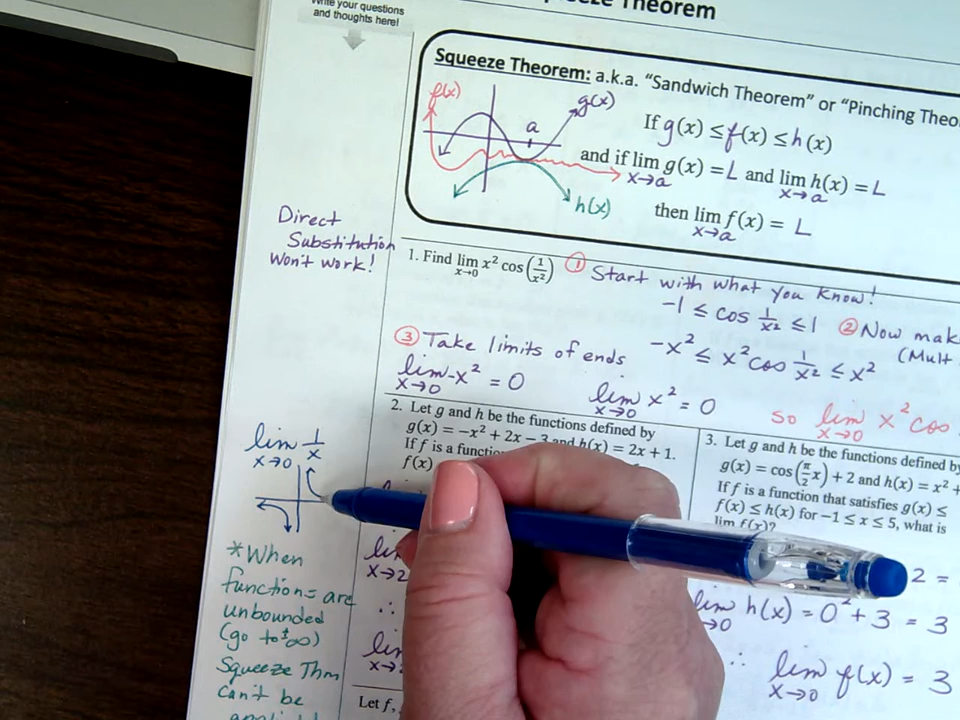 Theorem
Write your questions
and thoughts here!
Squeeze Theorem: a.k.a. “Sandwich Theorem” or “Pinching Theo
f(x)
g(x)
a
h(x)
If g(x) ≤ f(x) ≤ h(x)
and if lim g(x) = L and lim h(x) = L
x→a x→a
then lim f(x) = L
x→a
Direct
Substitution
Won't work!
1. Find lim x² cos(1/x²)
x→0
① Start with what you know!
-1 ≤ cos 1/x² ≤ 1
② Now mak
(Mult
-x² ≤ x² cos 1/x² ≤ x²
③ Take limits of ends
lim -x² = 0
x→0
lim x² = 0
x→0
so lim x² cos
x→0
2. Let g and h be the functions defined by
g(x) = −x² + 2x − 3 and h(x) = 2x + 1.
If f is a functio
f(x)
lim
x→2
∴
lim
Let f,
3. Let g and h be the functions defined by
g(x) = cos(π/2 x) + 2 and h(x) = x² +
If f is a function that satisfies g(x) ≤
f(x) ≤ h(x) for −1 ≤ x ≤ 5, what is
lim f(x)?
2 =
lim h(x) = 0² + 3 = 3
→0
∴ lim f(x) = 3
x→0
lim 1/x
x→0
*When
functions are
unbounded
(go to ±∞)
Squeeze Thm
can't be